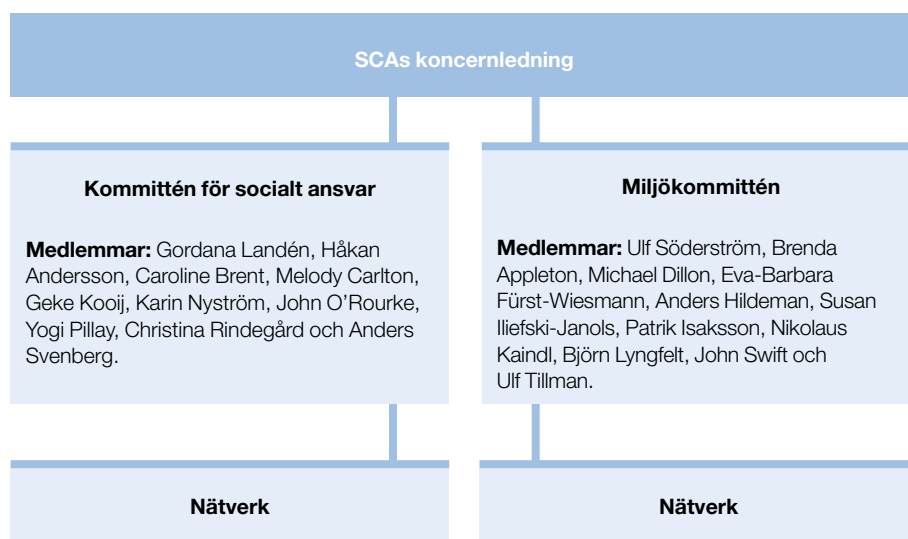 SCAs koncernledning
Kommittén för socialt ansvar
Medlemmar: Gordana Landén, Håkan
Andersson, Caroline Brent, Melody Carlton,
Geke Kooij, Karin Nyström, John O’Rourke,
Yogi Pillay, Christina Rindegård och Anders
Svenberg.
Miljökommittén
Medlemmar: Ulf Söderström, Brenda
Appleton, Michael Dillon, Eva-Barbara
Fürst-Wiesmann, Anders Hildeman, Susan
Iliefski-Janols, Patrik Isaksson, Nikolaus
Kaindl, Björn Lyngfelt, John Swift och
Ulf Tillman.
Nätverk
Nätverk